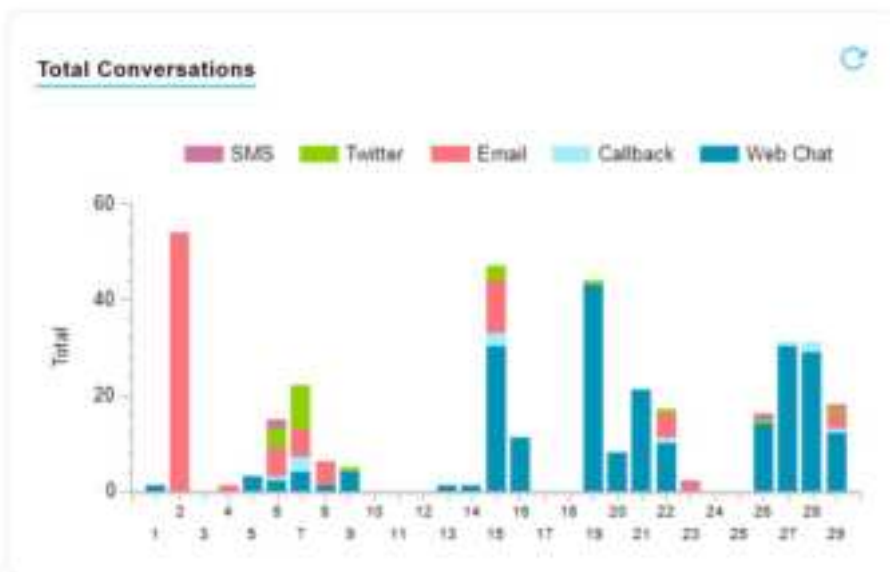 Total Conversations
SMS Twitter Email Callback Web Chat
60
40
20
0
Total
2 4 6 8 10 12 14 16 18 20 22 24 26 28
1 3 5 7 9 11 13 15 17 19 21 23 25 27 29